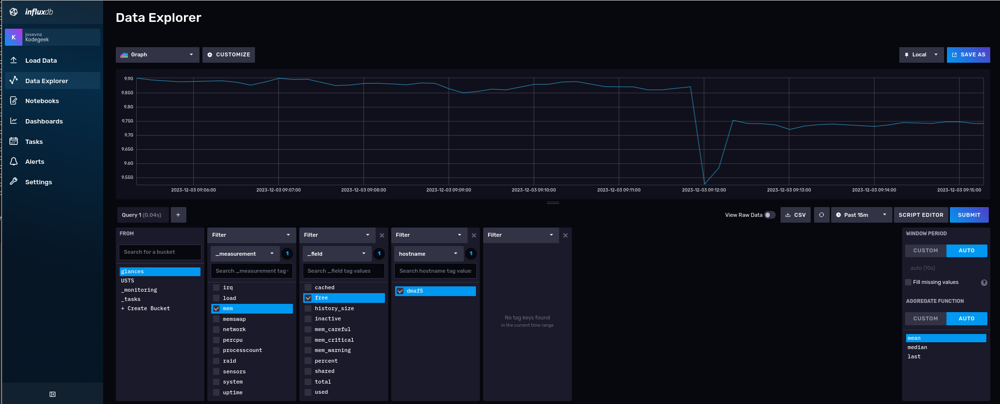 influxdb
K
josevnz
Kodegeek
Load Data
Data Explorer
Notebooks
Dashboards
Tasks
Alerts
Settings
Data Explorer
Graph
CUSTOMIZE
Local
SAVE AS
9.9G
9.85G
9.8G
9.75G
9.7G
9.65G
9.6G
9.55G
2023-12-03 09:06:00
2023-12-03 09:07:00
2023-12-03 09:08:00
2023-12-03 09:09:00
2023-12-03 09:10:00
2023-12-03 09:11:00
2023-12-03 09:12:00
2023-12-03 09:13:00
2023-12-03 09:14:00
2023-12-03 09:15:00
Query 1 (0.04s)
+
View Raw Data
CSV
Past 15m
SCRIPT EDITOR
SUBMIT
FROM
Search for a bucket
glances
USTS
_monitoring
_tasks
+ Create Bucket
Filter
_measurement
1
Search _measurement tag
irq
load
mem
memswap
network
percpu
processcount
raid
sensors
system
uptime
Filter
_field
1
Search _field tag values
cached
free
history_size
inactive
mem_careful
mem_critical
mem_warning
percent
shared
total
used
Filter
hostname
1
Search hostname tag values
dmaf5
Filter
No tag keys found
in the current time range
WINDOW PERIOD
CUSTOM
AUTO
auto (10s)
Fill missing values
?
AGGREGATE FUNCTION
CUSTOM
AUTO
mean
median
last